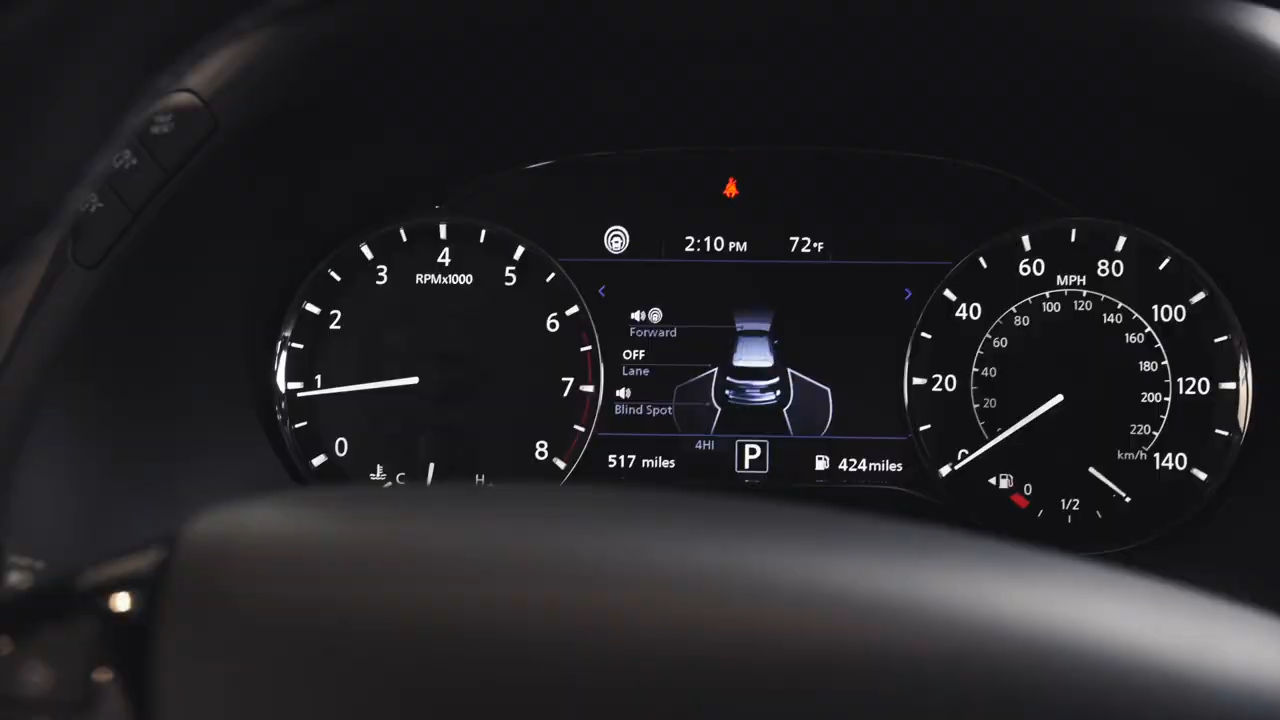 2:10 PM 72°F
Forward
OFF
Lane
Blind Spot
4HI
517 miles P 424 miles
4
3 5
RPMx1000
2 6
1 7
0 8
C H
60 80
MPH
40 100
20 120
140
100 120
80 140
60 160
40 180
200
20 220
km/h
0
1/2